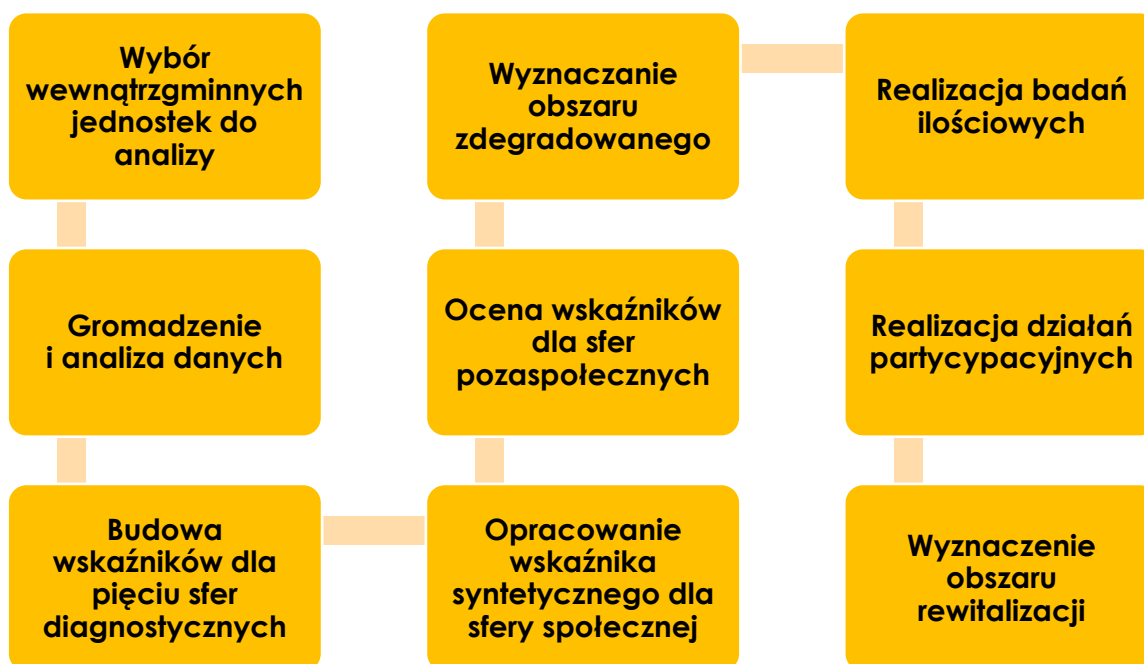 Wybór
wewnątrzgminnych
jednostek do
analizy
Gromadzenie
i analiza danych
Budowa
wskaźników dla
pięciu sfer
diagnostycznych
Opracowanie
wskaźnika
syntetycznego dla
sfery społecznej
Ocena wskaźników
dla sfer
pozaspołecznych
Wyznaczanie
obszaru
zdegradowanego
Realizacja badań
ilościowych
Realizacja działań
partycypacyjnych
Wyznaczenie
obszaru
rewitalizacji